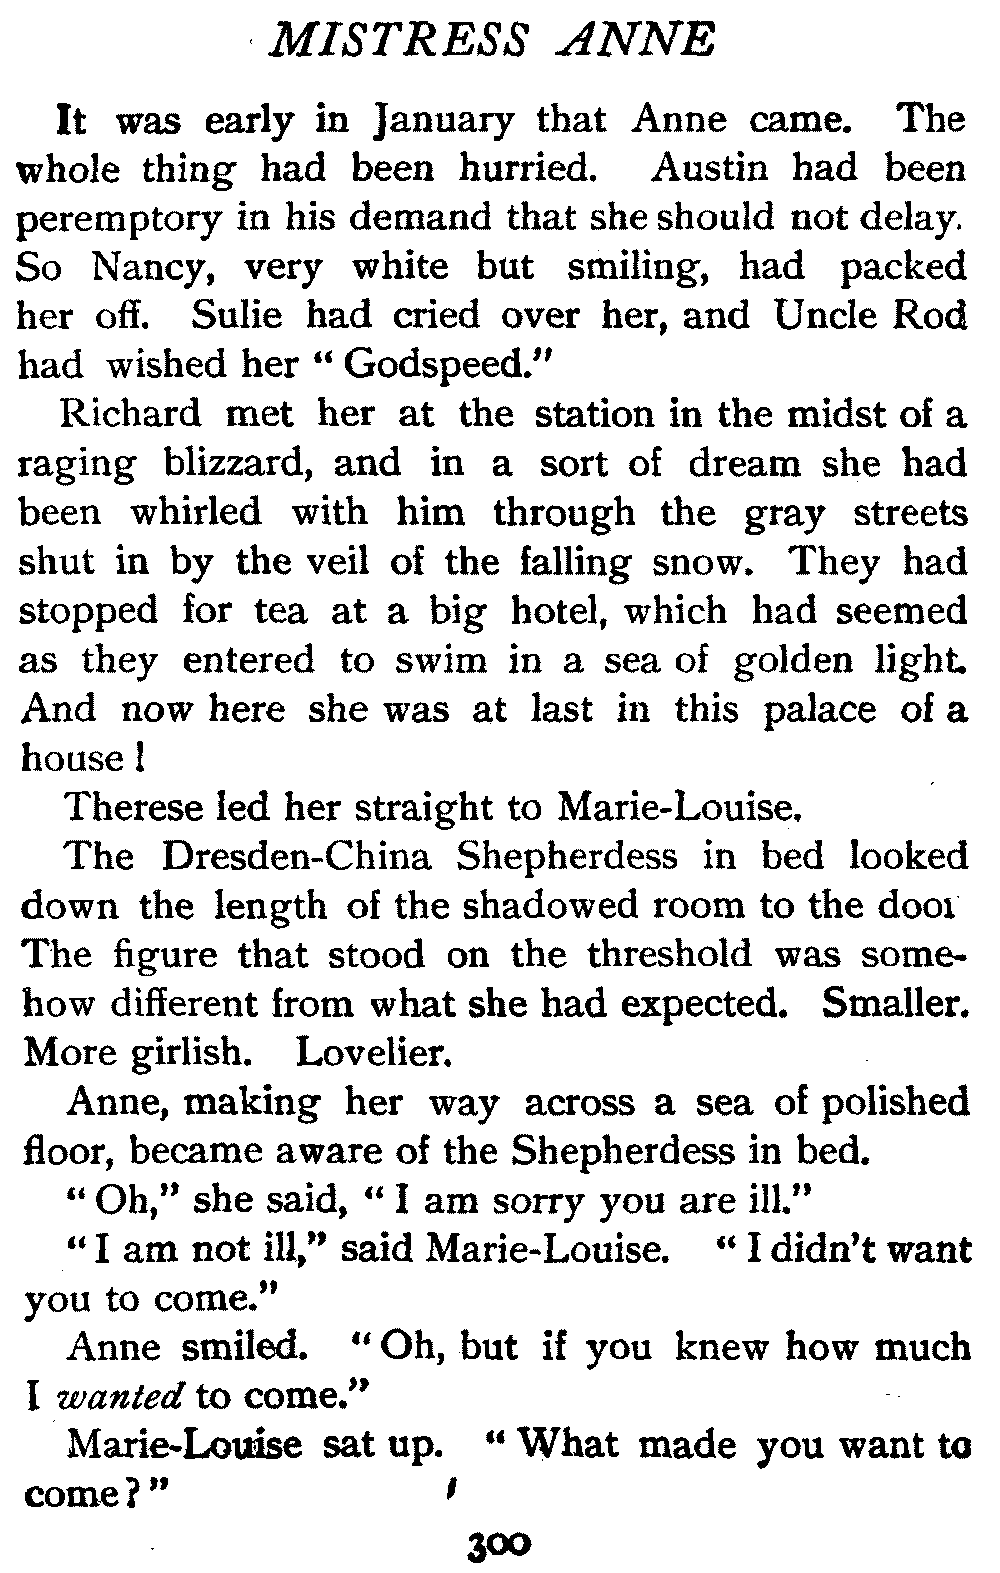 MISTRESS ANNE
It was early in January that Anne came. The
whole thing had been hurried. Austin had been
peremptory in his demand that she should not delay.
So Nancy, very white but smiling, had packed
her off. Sulie had cried over her, and Uncle Rod
had wished her “ Godspeed.”
Richard met her at the station in the midst of a
raging blizzard, and in a sort of dream she had
been whirled with him through the gray streets
shut in by the veil of the falling snow. They had
stopped for tea at a big hotel, which had seemed
as they entered to swim in a sea of golden light.
And now here she was at last in this palace of a
house !
Therese led her straight to Marie-Louise.
The Dresden-China Shepherdess in bed looked
down the length of the shadowed room to the door
The figure that stood on the threshold was some-
how different from what she had expected. Smaller.
More girlish. Lovelier.
Anne, making her way across a sea of polished
floor, became aware of the Shepherdess in bed.
“ Oh,” she said, “ I am sorry you are ill.”
“ I am not ill,” said Marie-Louise. “ I didn’t want
you to come.”
Anne smiled. “ Oh, but if you knew how much
I wanted to come.”
Marie-Louise sat up. “ What made you want to
come ? ”
300